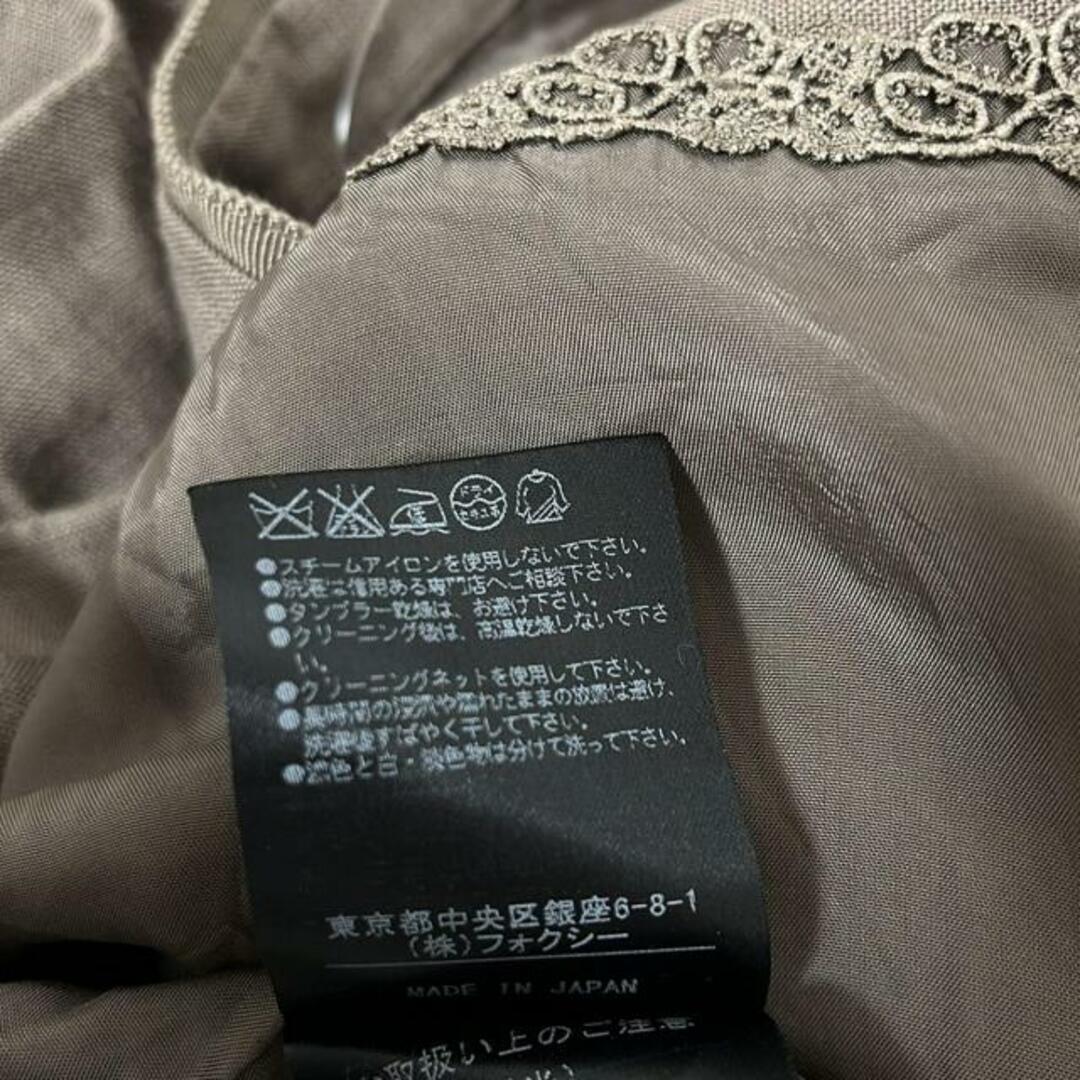 ドライ
セキユ系
低
●スチームアイロンを使用しないで下さい。
●洗濯は信用ある専門店へご相談下さい。
●タンブラー乾燥は、お避け下さい。
●クリーニング後は、高温乾燥しないで下さ
い。
●クリーニングネットを使用して下さい。
●長時間の浸漬や濡れたままの放置は避け、
洗濯後すばやく干して下さい。
●濃色と白・淡色物は分けて洗って下さい。
東京都中央区銀座6-8-1
(株)フォクシー
MADE IN JAPAN
取扱い上のご注意